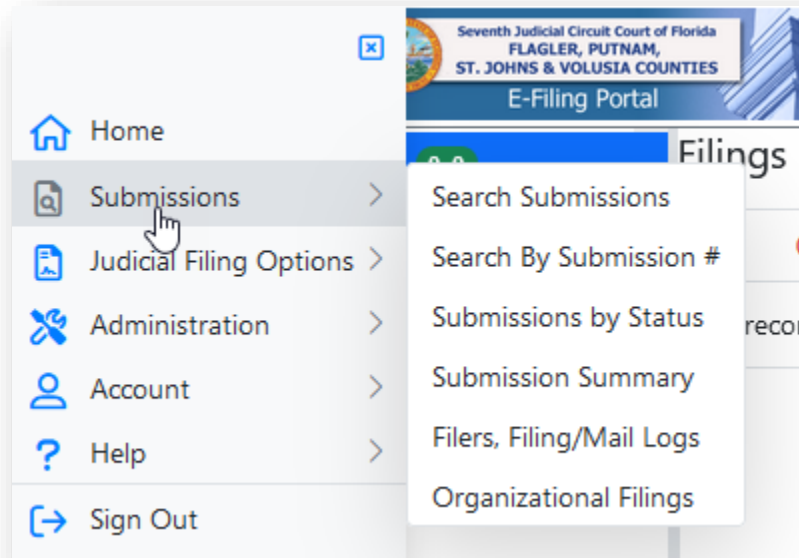 Seventh Judicial Circuit Court of Florida
FLAGLER, PUTNAM,
ST. JOHNS & VOLUSIA COUNTIES
E-Filing Portal
Home
Submissions
Judicial Filing Options
Administration
Account
Help
Sign Out
Filings
Search Submissions
Search By Submission #
Submissions by Status
Submission Summary
Filers, Filing/Mail Logs
Organizational Filings